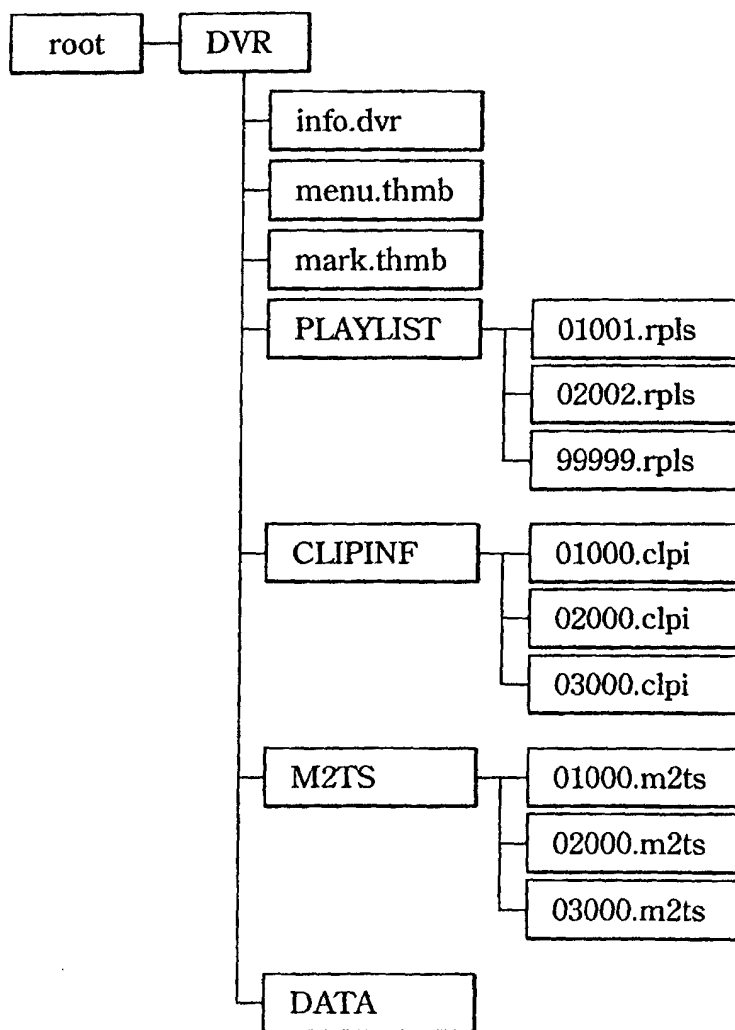 root
DVR
info.dvr
menu.thmb
mark.thmb
PLAYLIST
01001.rpls
02002.rpls
99999.rpls
CLIPINF
01000.clpi
02000.clpi
03000.clpi
M2TS
01000.m2ts
02000.m2ts
03000.m2ts
DATA